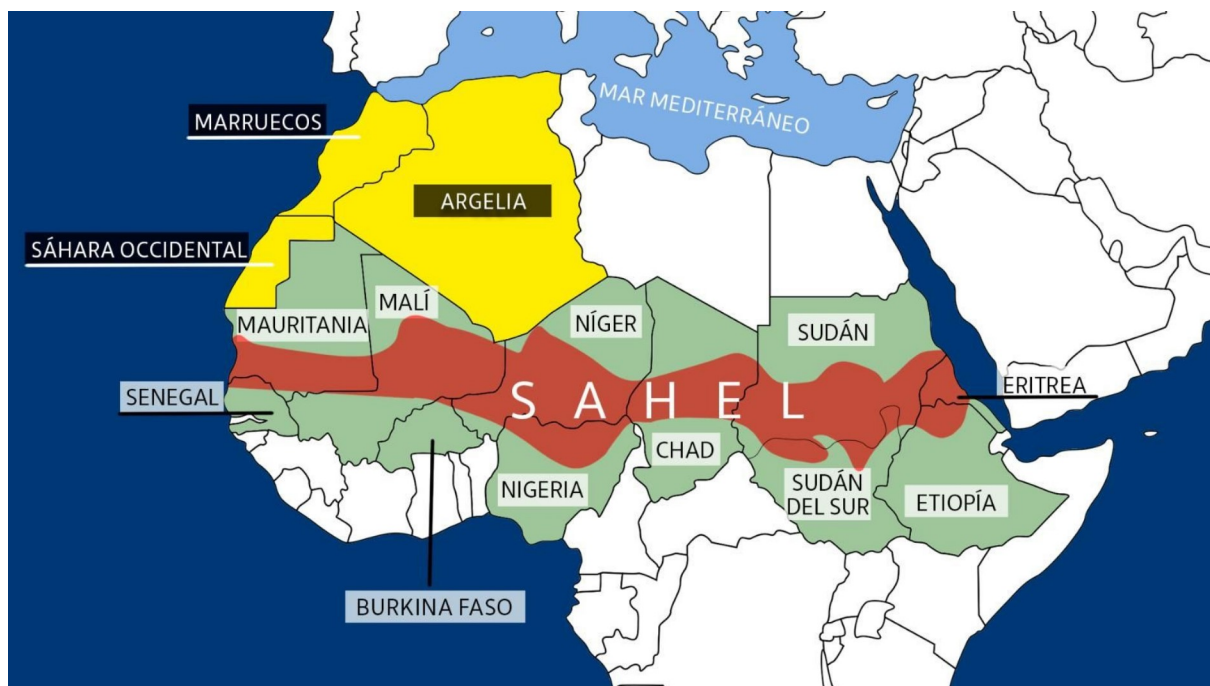 MAR MEDITERRÁNEO
MARRUECOS
ARGELIA
SÁHARA OCCIDENTAL
MALÍ
MAURITANIA
NÍGER
SUDÁN
SENEGAL
SAHEL
ERITREA
CHAD
NIGERIA
SUDÁN
DEL SUR
ETIOPÍA
BURKINA FASO